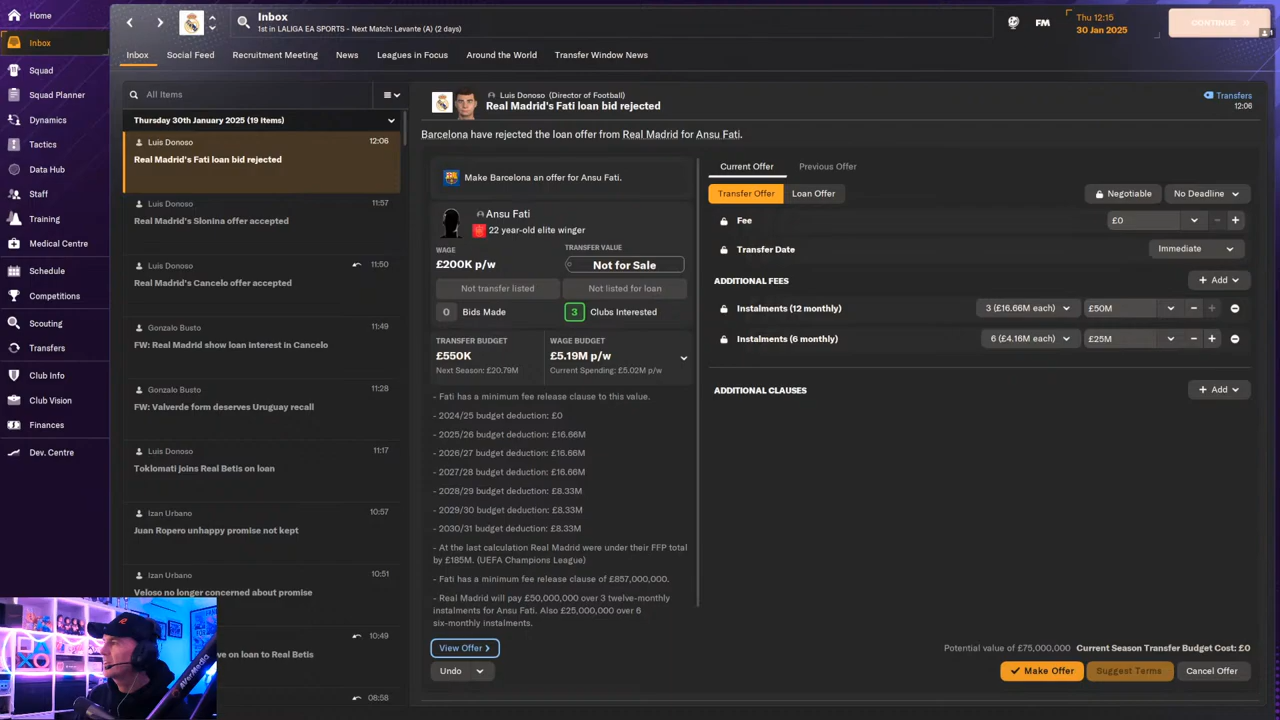 Home
Inbox
Squad
Squad Planner
Dynamics
Tactics
Data Hub
Staff
Training
Medical Centre
Schedule
Competitions
Scouting
Transfers
Club Info
Club Vision
Finances
Dev. Centre
Inbox
1st in LALIGA EA SPORTS - Next Match: Levante (A) (2 days)
FM
Thu 12:15
30 Jan 2025
CONTINUE
1
Inbox
Social Feed
Recruitment Meeting
News
Leagues in Focus
Around the World
Transfer Window News
All Items
Thursday 30th January 2025 (19 items)
Luis Donoso 12:06
Real Madrid's Fati loan bid rejected
Luis Donoso 11:57
Real Madrid's Slonina offer accepted
Luis Donoso 11:50
Real Madrid's Cancelo offer accepted
Gonzalo Busto 11:49
FW: Real Madrid show loan interest in Cancelo
Gonzalo Busto 11:28
FW: Valverde form deserves Uruguay recall
Luis Donoso 11:17
Toklomati joins Real Betis on loan
Izan Urbano 10:57
Juan Ropero unhappy promise not kept
Izan Urbano 10:51
Veloso no longer concerned about promise
10:49
ve on loan to Real Betis
08:58
Luis Donoso (Director of Football)
Real Madrid's Fati loan bid rejected
Transfers
12:06
Barcelona have rejected the loan offer from Real Madrid for Ansu Fati.
Make Barcelona an offer for Ansu Fati.
Ansu Fati
22 year-old elite winger
WAGE
£200K p/w
TRANSFER VALUE
Not for Sale
Not transfer listed
Not listed for loan
0 Bids Made
3 Clubs Interested
TRANSFER BUDGET
£550K
Next Season: £20.79M
WAGE BUDGET
£5.19M p/w
Current Spending: £5.02M p/w
- Fati has a minimum fee release clause to this value.
- 2024/25 budget deduction: £0
- 2025/26 budget deduction: £16.66M
- 2026/27 budget deduction: £16.66M
- 2027/28 budget deduction: £16.66M
- 2028/29 budget deduction: £8.33M
- 2029/30 budget deduction: £8.33M
- 2030/31 budget deduction: £8.33M
- At the last calculation Real Madrid were under their FFP total
by £185M. (UEFA Champions League)
- Fati has a minimum fee release clause of £857,000,000.
- Real Madrid will pay £50,000,000 over 3 twelve-monthly
instalments for Ansu Fati. Also £25,000,000 over 6
six-monthly instalments.
View Offer
Undo
Current Offer
Previous Offer
Transfer Offer
Loan Offer
Negotiable
No Deadline
Fee £0
Transfer Date Immediate
ADDITIONAL FEES + Add
Instalments (12 monthly) 3 (£16.66M each) £50M
Instalments (6 monthly) 6 (£4.16M each) £25M
ADDITIONAL CLAUSES + Add
Potential value of £75,000,000 Current Season Transfer Budget Cost: £0
Make Offer
Suggest Terms
Cancel Offer
AVerMedia